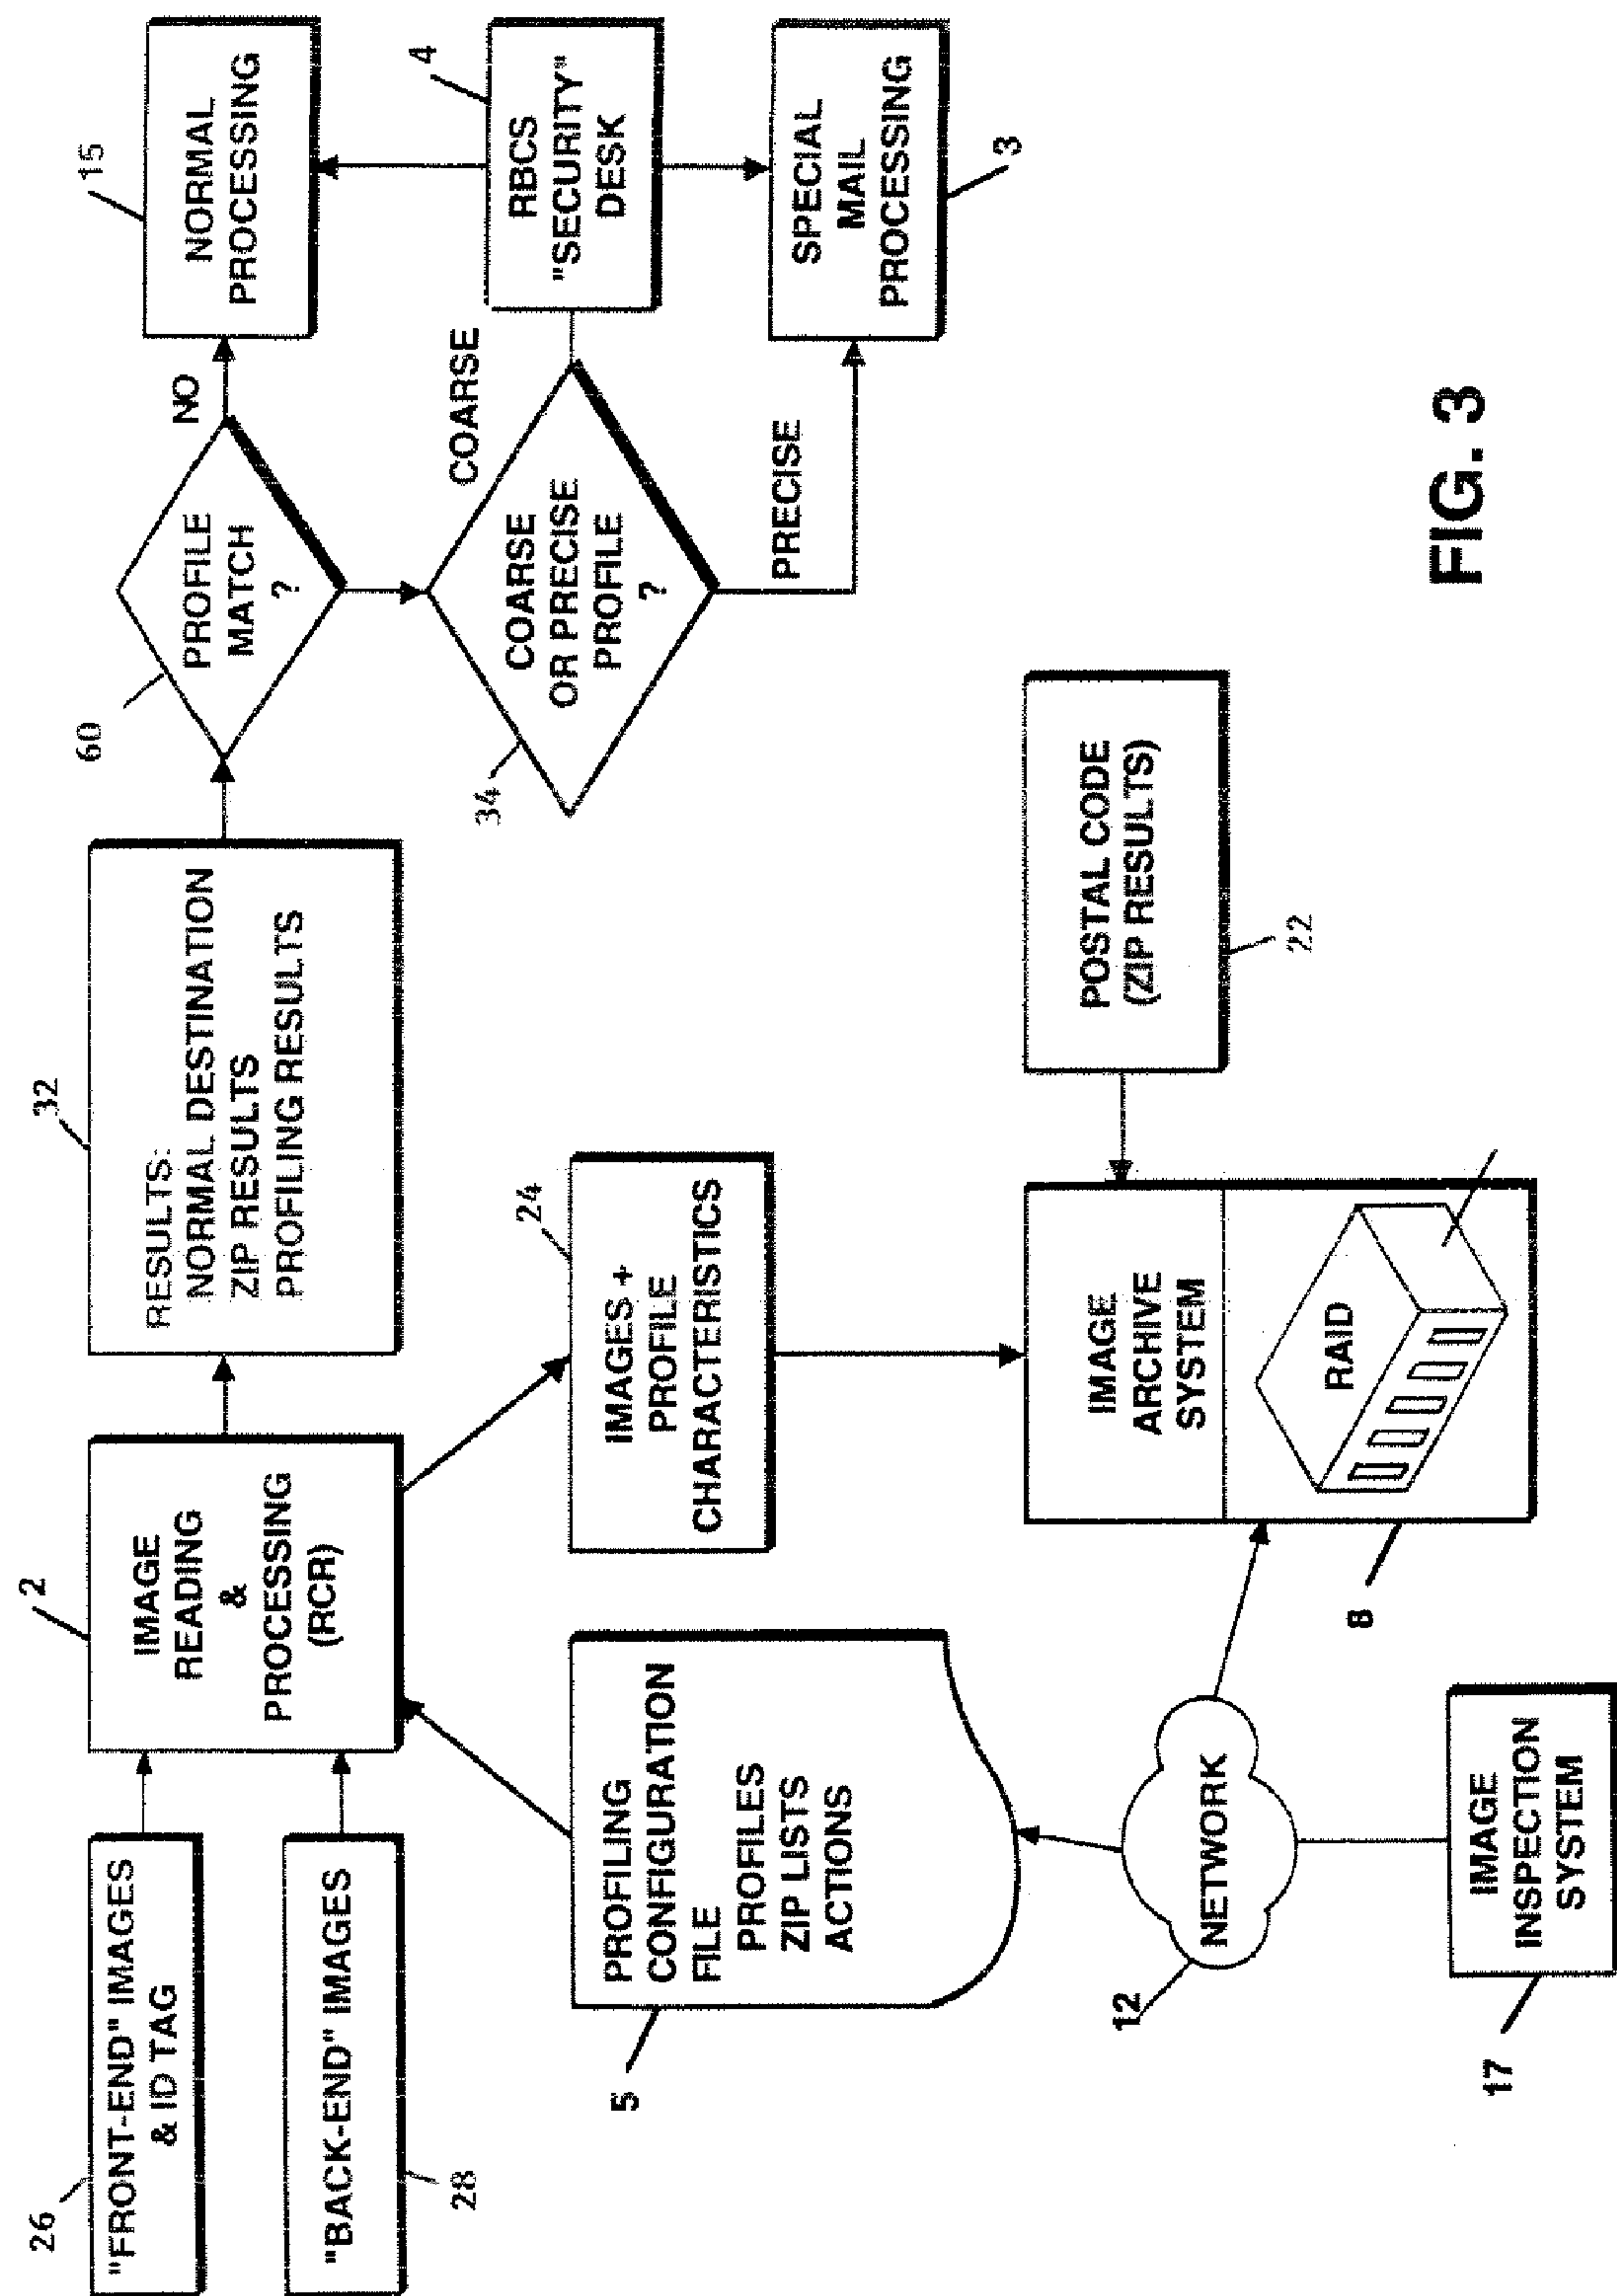 26
"FRONT-END" IMAGES
& ID TAG
"BACK-END" IMAGES
28
2
IMAGE
READING
&
PROCESSING
(RCR)
32
RESULTS:
NORMAL DESTINATION
ZIP RESULTS
PROFILING RESULTS
60
PROFILE
MATCH
?
NO
15
NORMAL
PROCESSING
34
COARSE
OR PRECISE
PROFILE
?
COARSE
PRECISE
4
RBCS
"SECURITY"
DESK
SPECIAL
MAIL
PROCESSING
3
5
PROFILING
CONFIGURATION
FILE PROFILES
ZIP LISTS
ACTIONS
24
IMAGES +
PROFILE
CHARACTERISTICS
12
NETWORK
IMAGE
ARCHIVE
SYSTEM
RAID
8
POSTAL CODE
(ZIP RESULTS)
22
17
IMAGE
INSPECTION
SYSTEM
FIG. 3